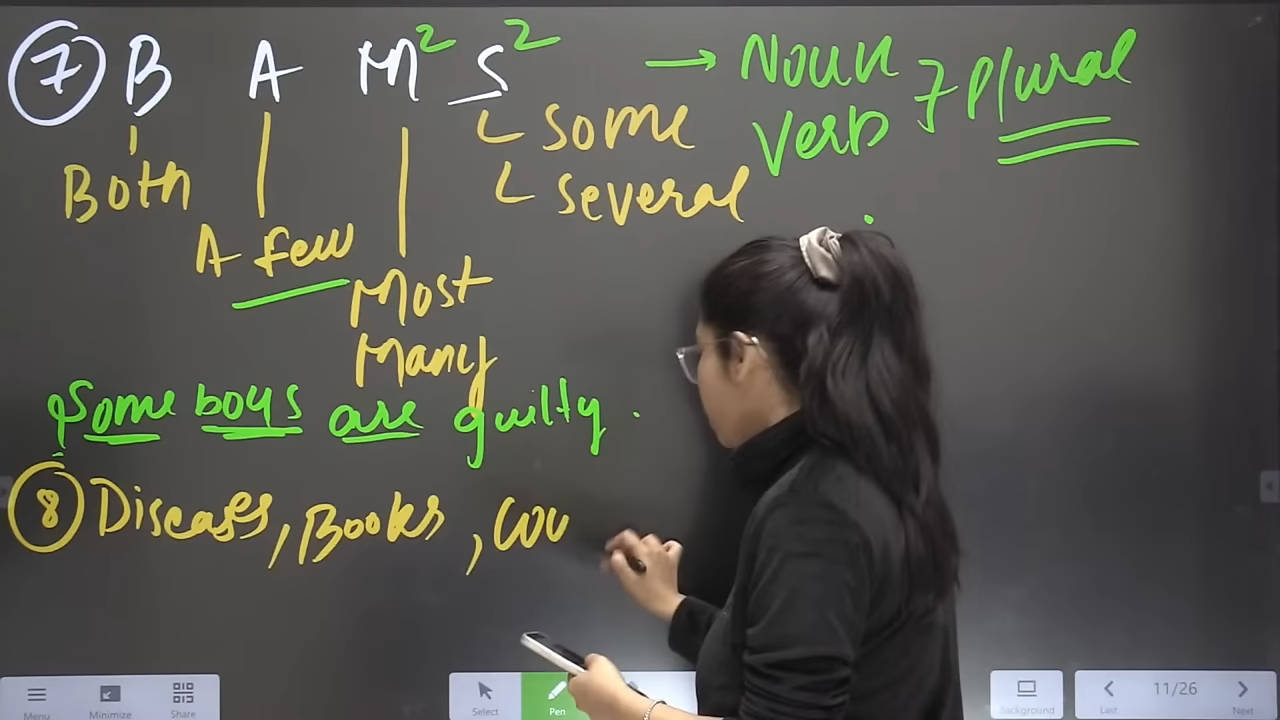 7 B A M² S² → Noun
Verb } Plural
Both
A few
Most
Many
some
several
Some boys are guilty.
8 Diseases, Books, cou
Menu
Minimize
Share
Select
Pen
Background
Last
11/26
Next